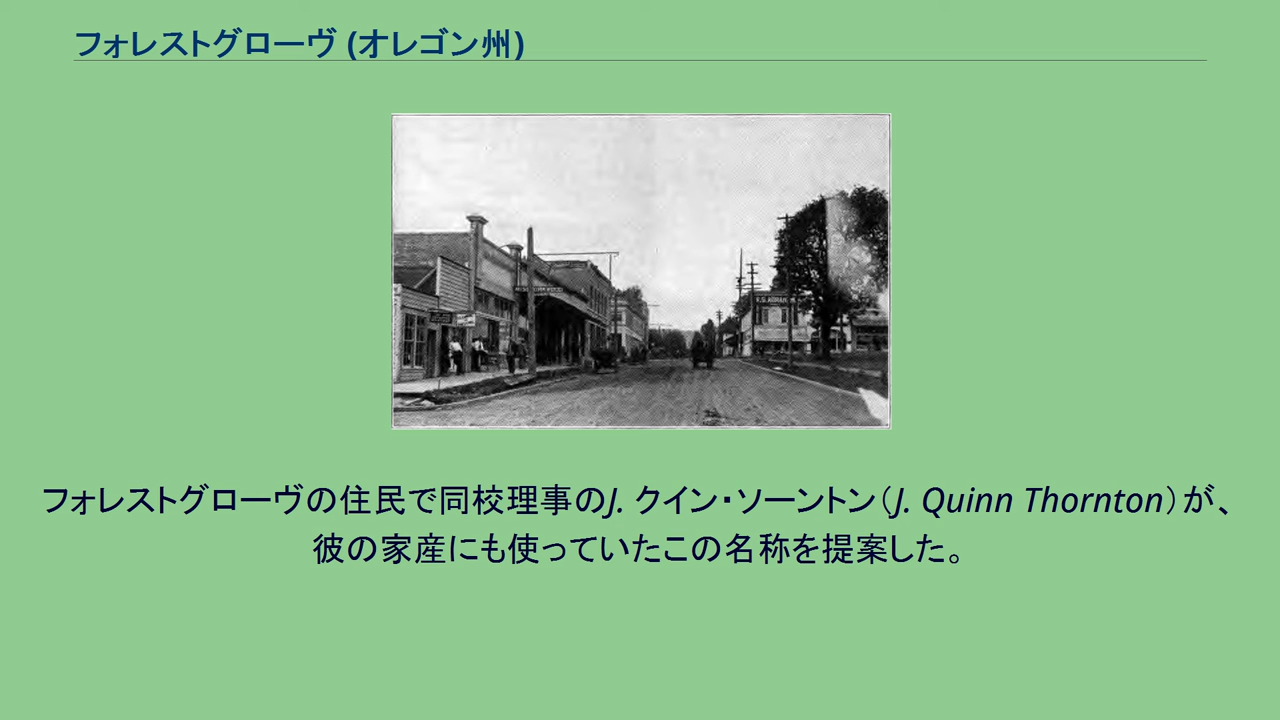 フォレストグローヴ (オレゴン州)
フォレストグローヴの住民で同校理事のJ. クイン・ソーントン（J. Quinn Thornton）が、
彼の家産にも使っていたこの名称を提案した。